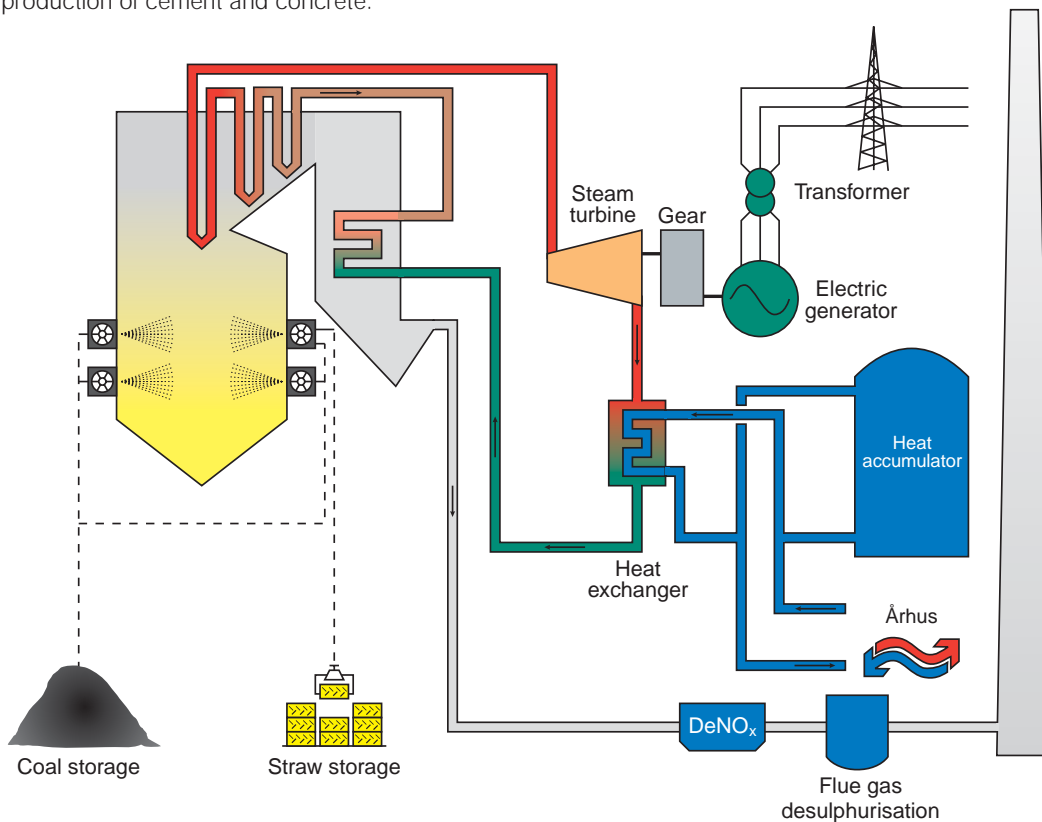 production of cement and concrete.
Transformer
Steam
turbine
Gear
Electric
generator
Heat
accumulator
Heat
exchanger
Århus
DeNOx
Coal storage
Straw storage
Flue gas
desulphurisation